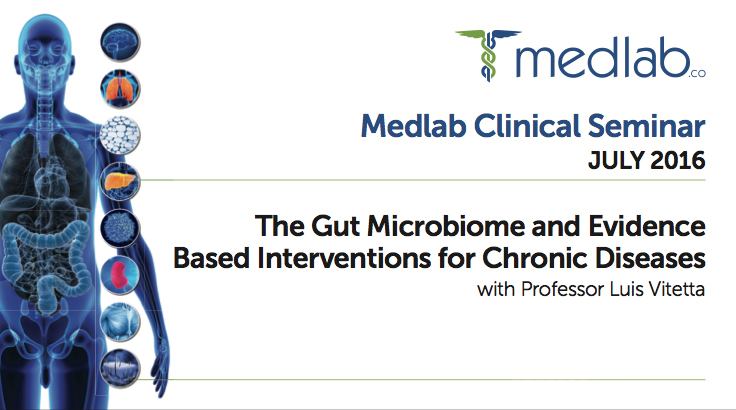 medlab.co
Medlab Clinical Seminar
JULY 2016
The Gut Microbiome and Evidence
Based Interventions for Chronic Diseases
with Professor Luis Vitetta